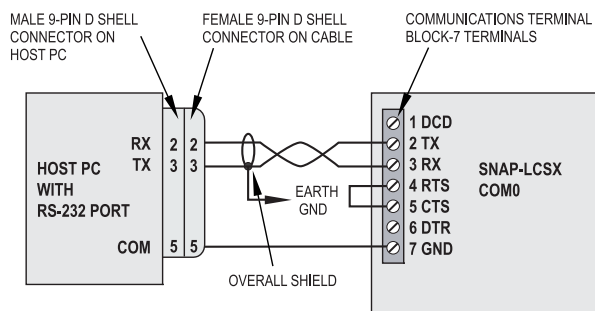 MALE 9-PIN D SHELL
CONNECTOR ON
HOST PC
FEMALE 9-PIN D SHELL
CONNECTOR ON CABLE
COMMUNICATIONS TERMINAL
BLOCK-7 TERMINALS
HOST PC
WITH
RS-232 PORT
RX 2 2
TX 3 3
COM 5 5
EARTH
GND
OVERALL SHIELD
1 DCD
2 TX
3 RX
4 RTS
5 CTS
6 DTR
7 GND
SNAP-LCSX
COM0